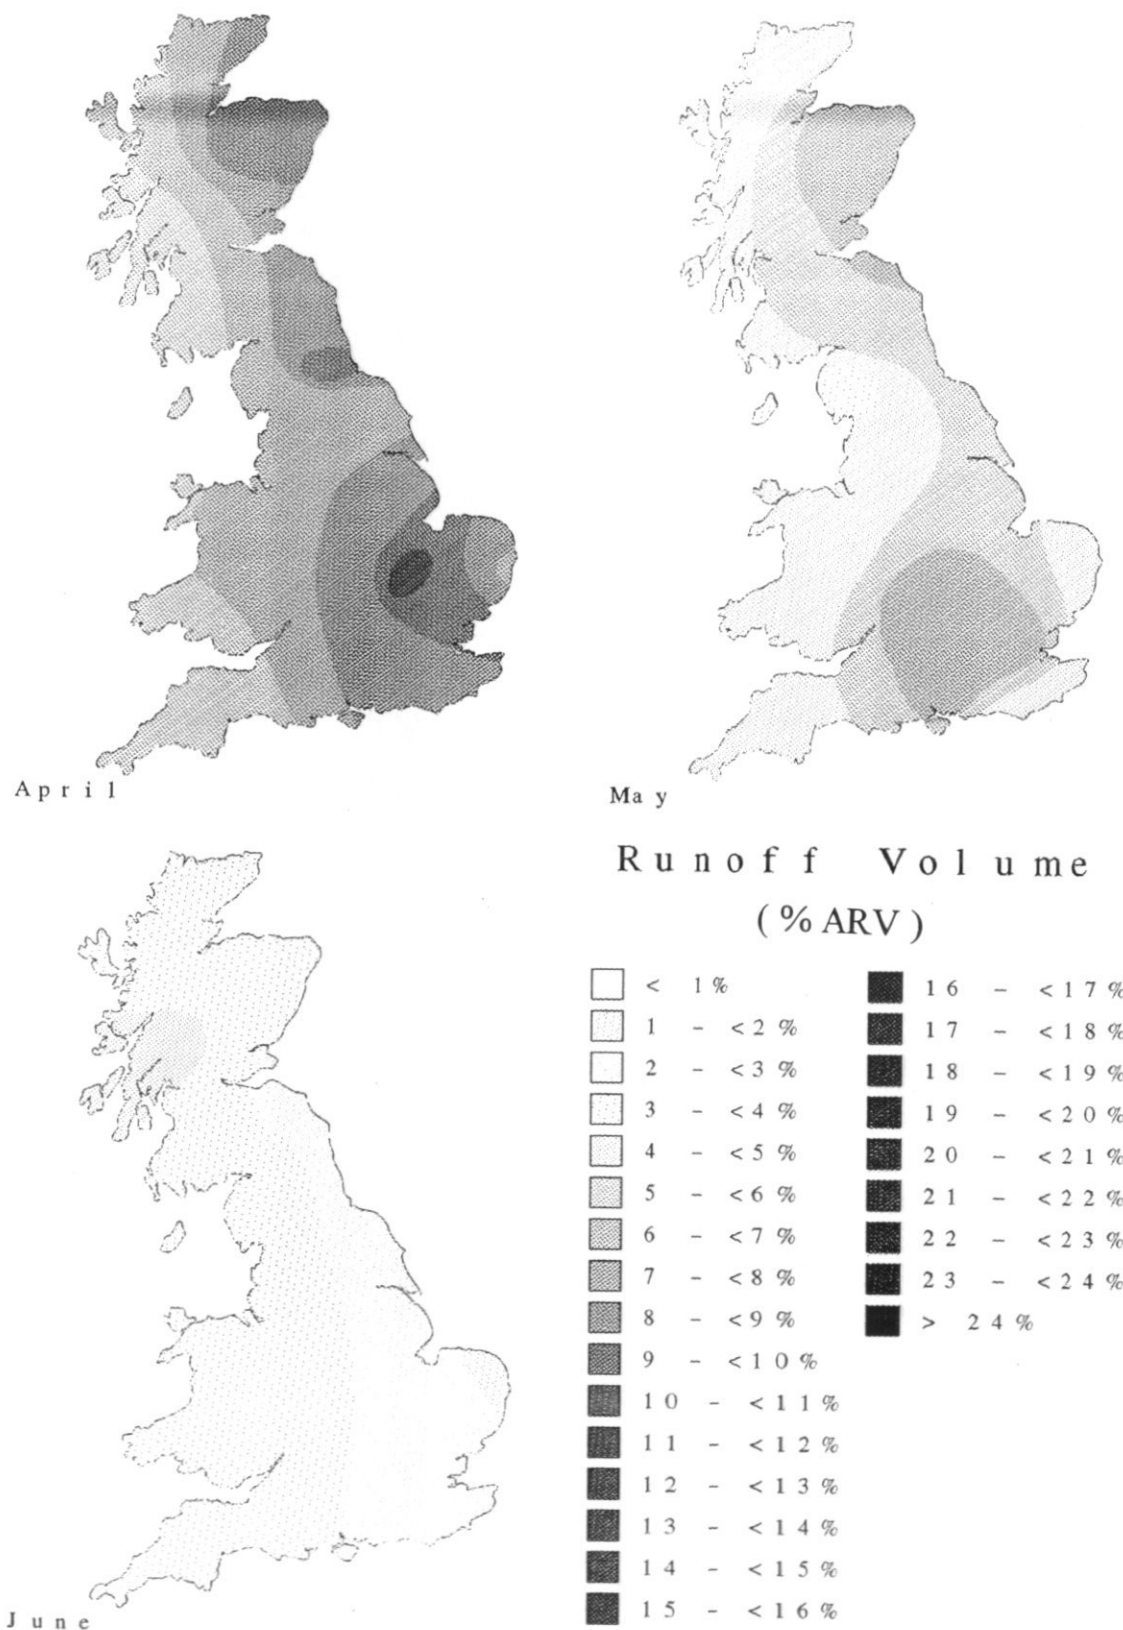 April
May
Runoff Volume
(%ARV)
< 1%
1 - <2%
2 - <3%
3 - <4%
4 - <5%
5 - <6%
6 - <7%
7 - <8%
8 - <9%
9 - <10%
10 - <11%
11 - <12%
12 - <13%
13 - <14%
14 - <15%
15 - <16%
16 - <17%
17 - <18%
18 - <19%
19 - <20%
20 - <21%
21 - <22%
22 - <23%
23 - <24%
> 24%
June